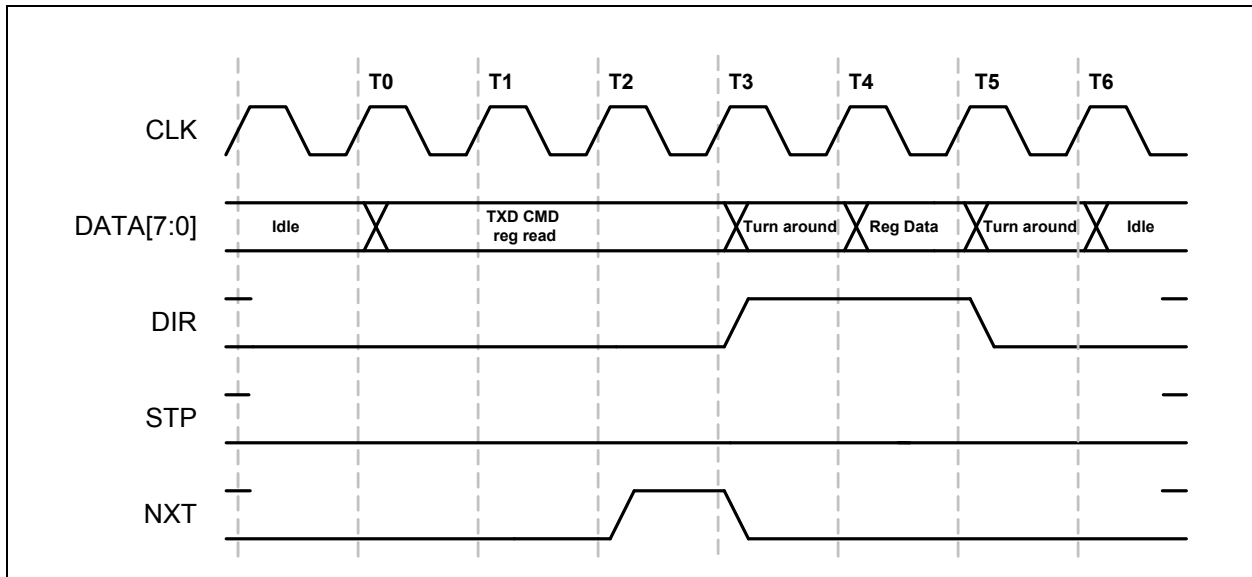 T0 T1 T2 T3 T4 T5 T6
CLK
DATA[7:0]
Idle
TXD CMD
reg read
Turn around
Reg Data
Turn around
Idle
DIR
STP
NXT